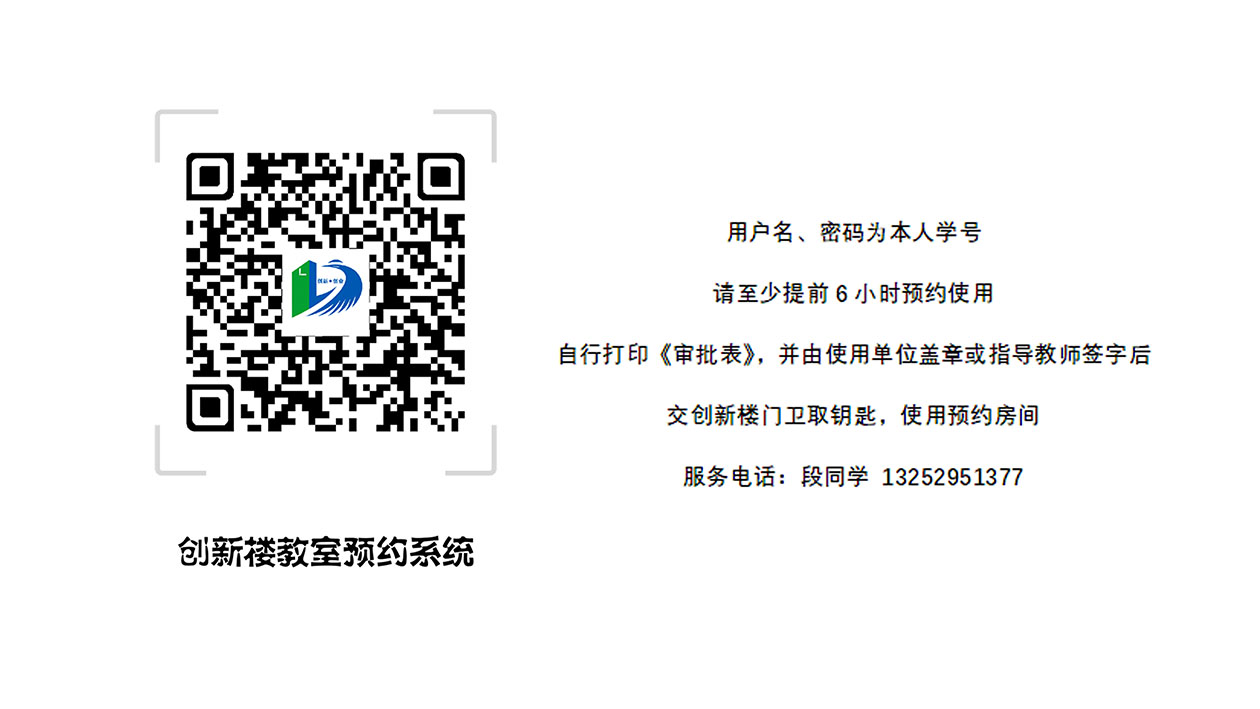 创新•创业
用户名、密码为本人学号
请至少提前 6 小时预约使用
自行打印《审批表》，并由使用单位盖章或指导教师签字后
交创新楼门卫取钥匙，使用预约房间
服务电话：段同学 13252951377
创新楼教室预约系统